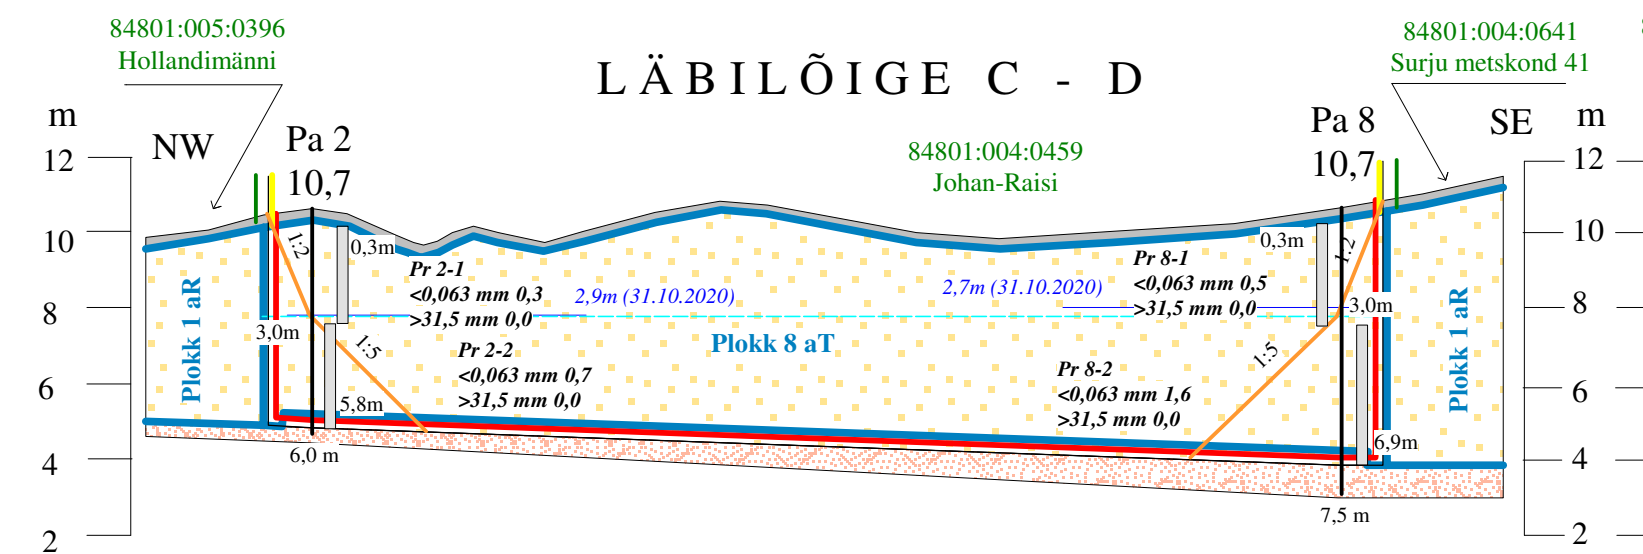 84801:005:0396
Hollandimänni
LÄBILÕIGE C - D
84801:004:0641
Surju metskond 41
8
m
NW
Pa 2
10,7
84801:004:0459
Johan-Raisi
Pa 8
10,7
SE
m
12
10
8
6
4
2
12
10
8
6
4
2
1:2
0,3m
Pr 2-1
<0,063 mm 0,3
>31,5 mm 0,0
2,9m (31.10.2020)
2,7m (31.10.2020)
Pr 8-1
<0,063 mm 0,5
>31,5 mm 0,0
0,3m
1:2
3,0m
3,0m
Plokk 1 aR
1:5
Pr 2-2
<0,063 mm 0,7
>31,5 mm 0,0
Plokk 8 aT
Pr 8-2
<0,063 mm 1,6
>31,5 mm 0,0
1:5
Plokk 1 aR
5,8m
6,9m
6,0 m
7,5 m